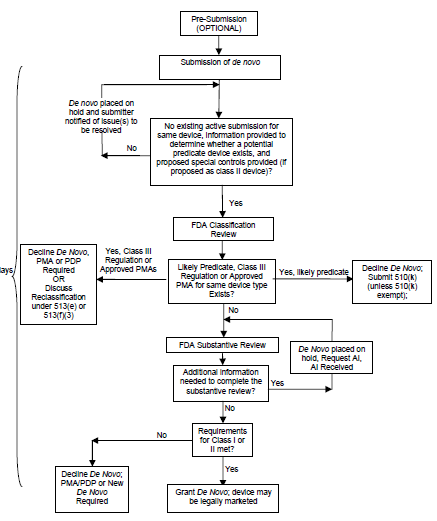 Pre-Submission
(OPTIONAL)
Submission of de novo
De novo placed on
hold and submitter
notified of issue(s) to
be resolved
No existing active submission for
same device, information provided to
determine whether a potential
predicate device exists, and
proposed special controls provided (if
proposed as class II device)?
No
Yes
FDA Classification
Review
Decline De Novo,
PMA or PDP
Required
OR
Discuss
Reclassification
under 513(e) or
513(f)(3)
Yes, Class III
Regulation or
Approved PMAs
Likely Predicate, Class III
Regulation or Approved
PMA for same device type
Exists?
Yes, likely predicate
Decline De Novo;
Submit 510(k)
(unless 510(k)
exempt);
No
FDA Substantive Review
De Novo placed on
hold, Request AI,
AI Received
Additional information
needed to complete the
substantive review?
Yes
No
Requirements
for Class I or
II met?
No
Yes
Decline De Novo;
PMA/PDP or New
De Novo
Required
Grant De Novo; device may
be legally marketed